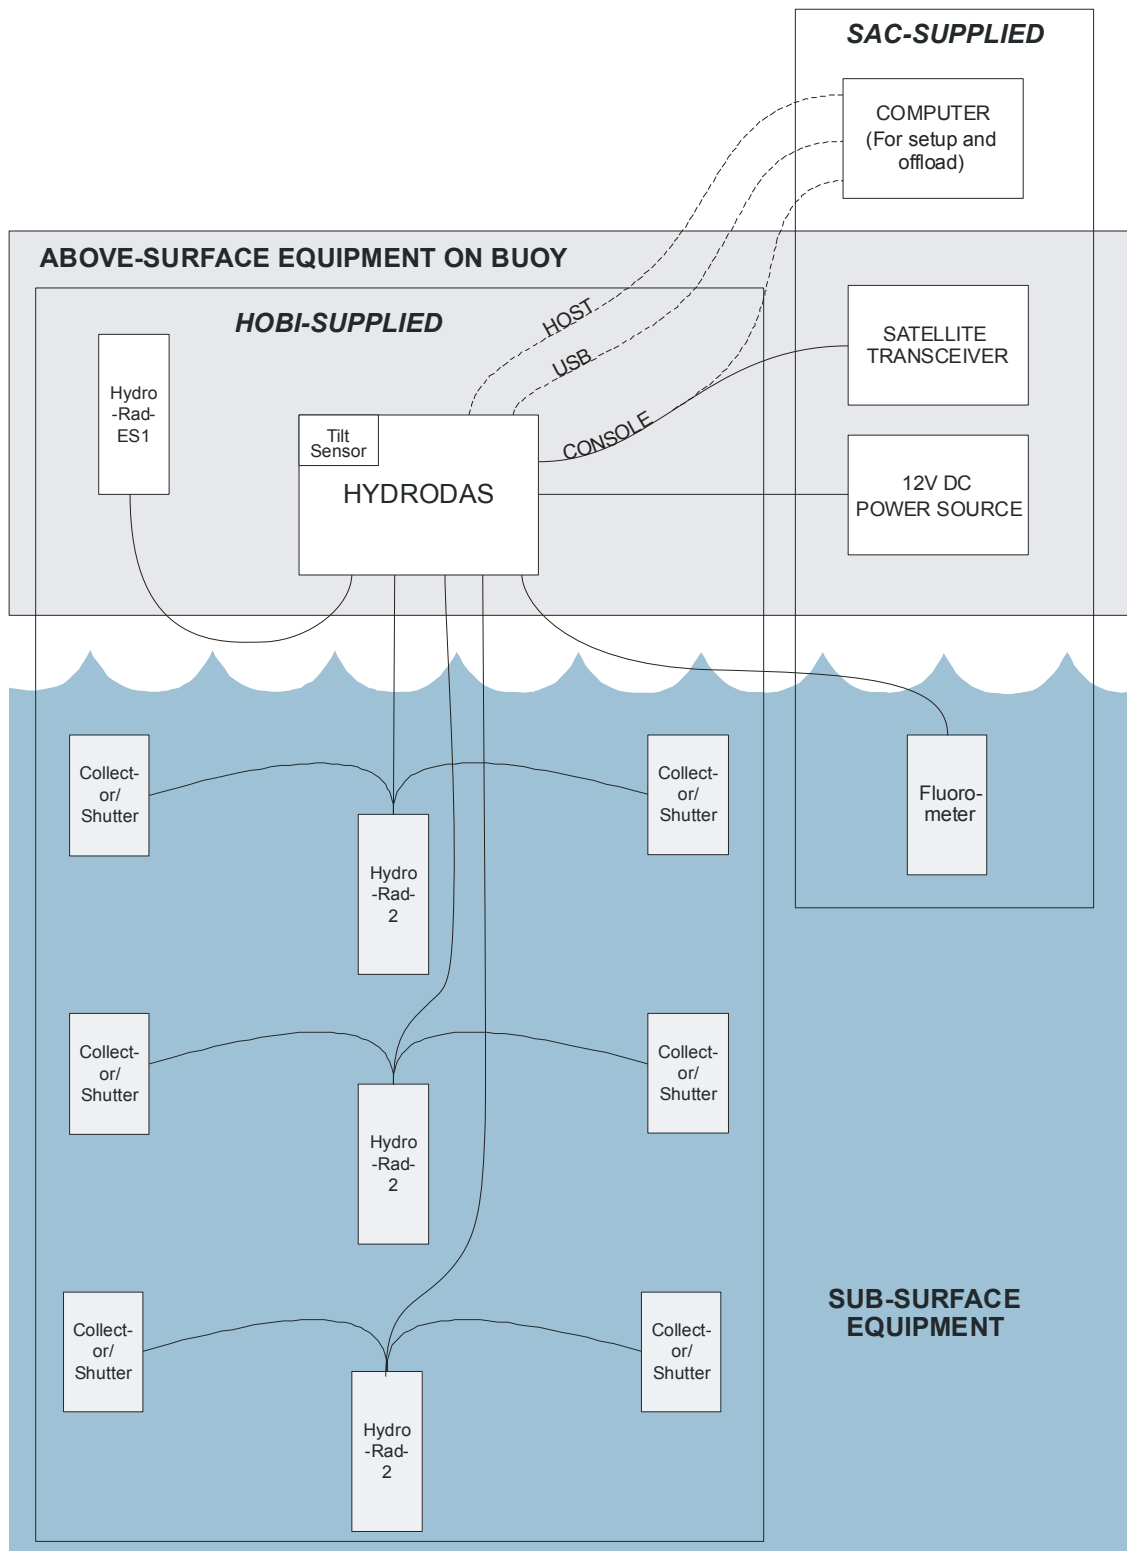 SAC-SUPPLIED
COMPUTER
(For setup and
offload)
ABOVE-SURFACE EQUIPMENT ON BUOY
HOBI-SUPPLIED
HOST
USB
CONSOLE
SATELLITE
TRANSCEIVER
Hydro
-Rad-
ES1
Tilt
Sensor
HYDRODAS
12V DC
POWER SOURCE
Collect-
or/
Shutter
Hydro
-Rad-
2
Collect-
or/
Shutter
Fluoro-
meter
Collect-
or/
Shutter
Hydro
-Rad-
2
Collect-
or/
Shutter
Collect-
or/
Shutter
Hydro
-Rad-
2
Collect-
or/
Shutter
SUB-SURFACE
EQUIPMENT